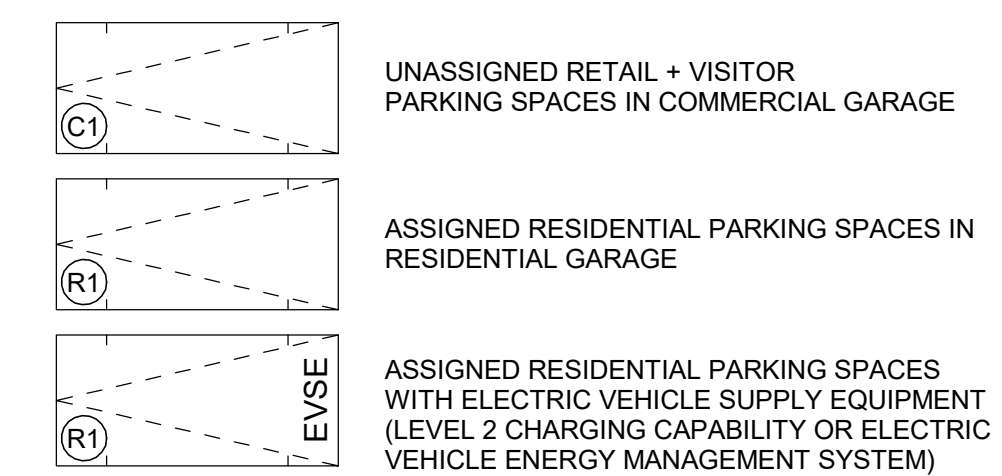 C1
UNASSIGNED RETAIL + VISITOR
PARKING SPACES IN COMMERCIAL GARAGE
R1
ASSIGNED RESIDENTIAL PARKING SPACES IN
RESIDENTIAL GARAGE
R1
EVSE
ASSIGNED RESIDENTIAL PARKING SPACES
WITH ELECTRIC VEHICLE SUPPLY EQUIPMENT
(LEVEL 2 CHARGING CAPABILITY OR ELECTRIC
VEHICLE ENERGY MANAGEMENT SYSTEM)